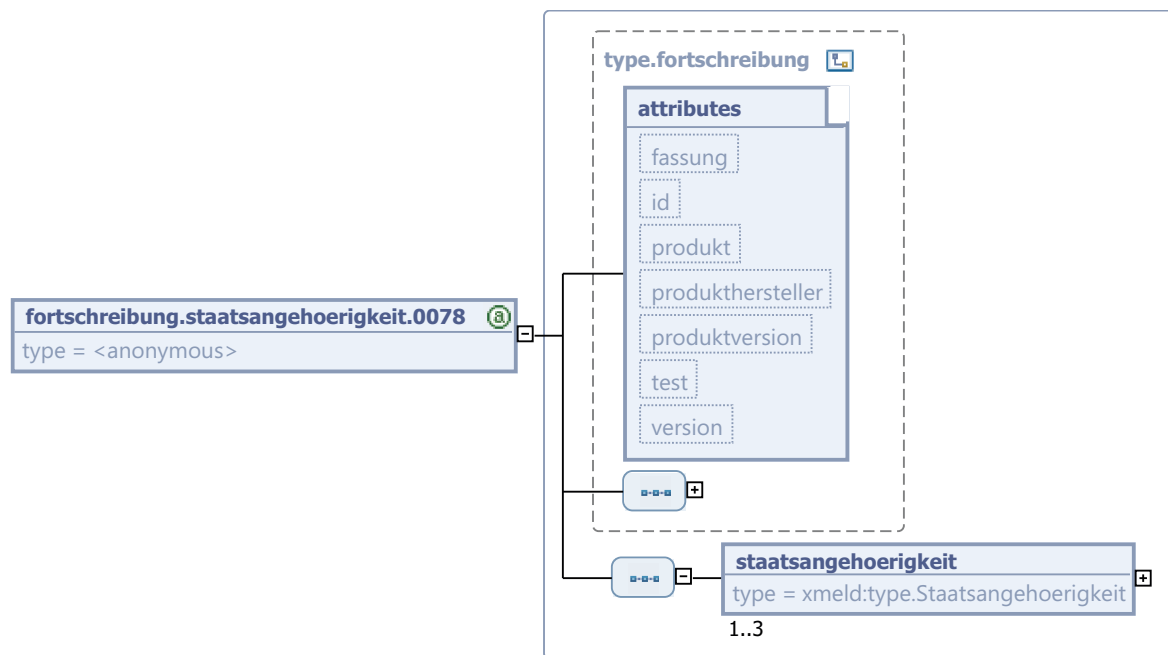 type.fortschreibung
attributes
fassung
id
produkt
produkthersteller
produktversion
test
version
fortschreibung.staatsangehoerigkeit.0078
type = <anonymous>
staatsangehoerigkeit
type = xmeld:type.Staatsangehoerigkeit
1..3